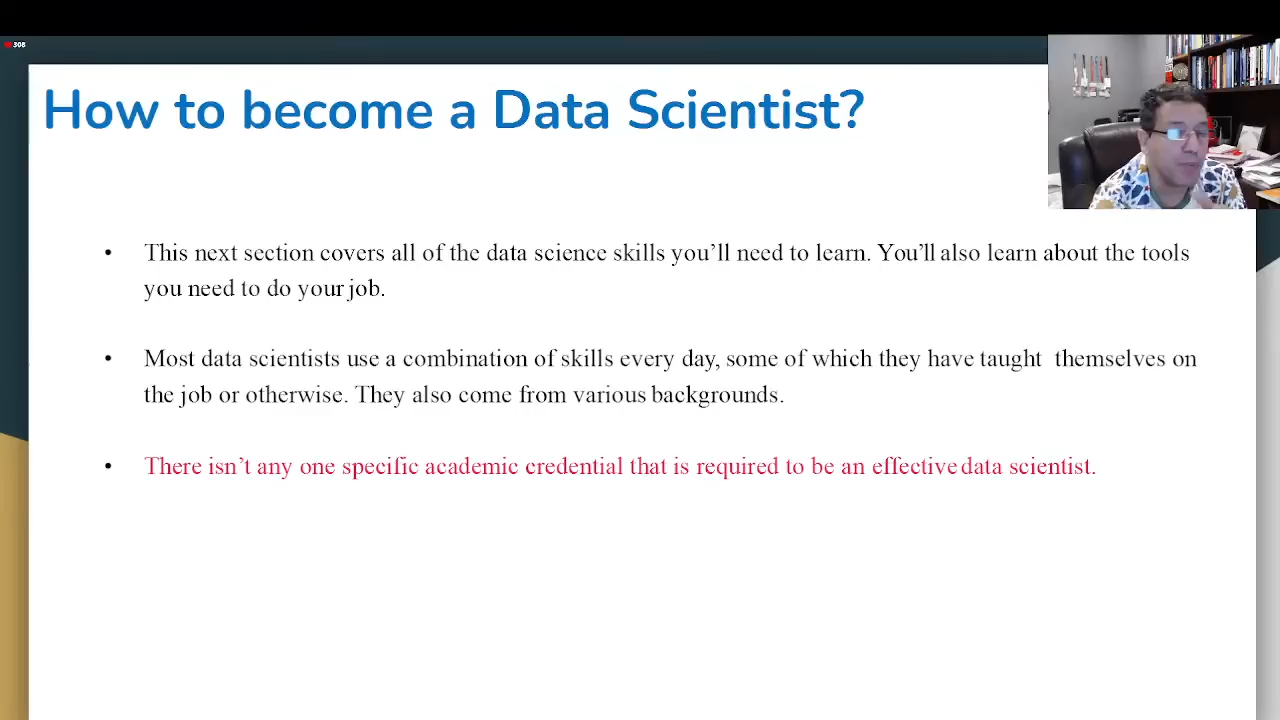 308
How to become a Data Scientist?
• This next section covers all of the data science skills you’ll need to learn. You’ll also learn about the tools
you need to do your job.
• Most data scientists use a combination of skills every day, some of which they have taught themselves on
the job or otherwise. They also come from various backgrounds.
• There isn’t any one specific academic credential that is required to be an effective data scientist.